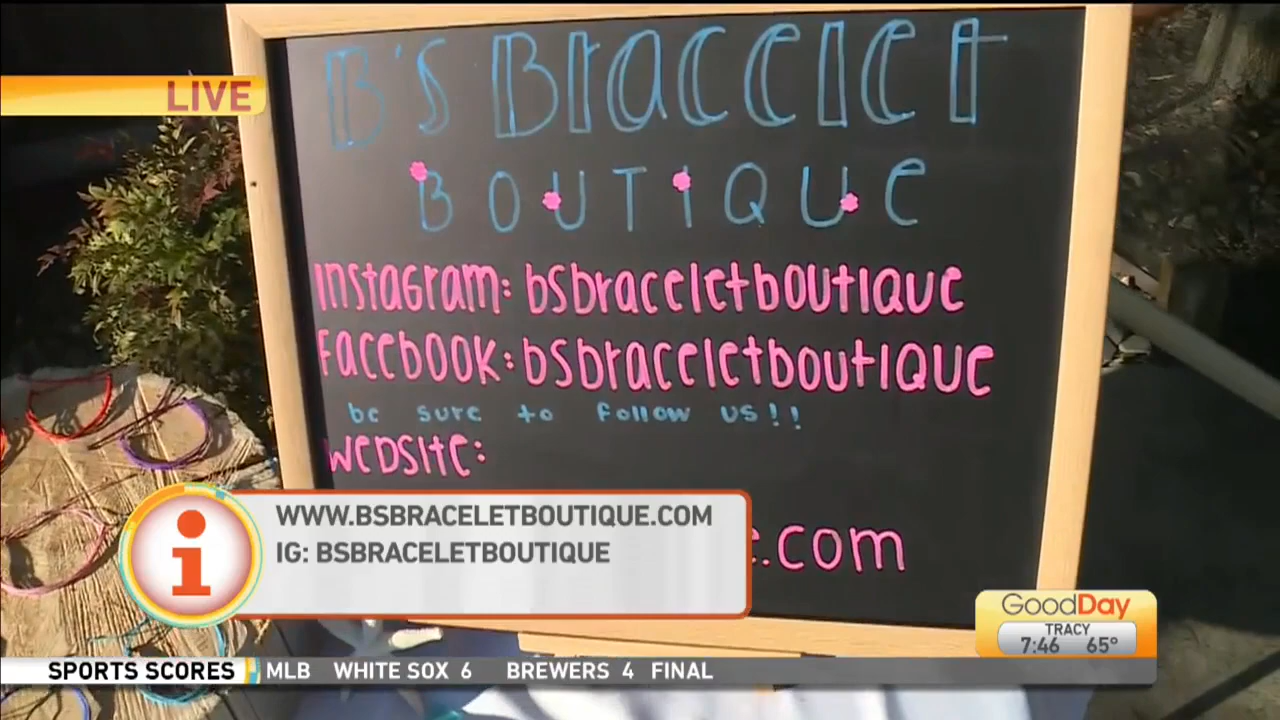 B's Bracelet
BOUTIQUE
LIVE
Instagram: bsbraceletboutique
Facebook: bsbraceletboutique
be sure to follow us!!
website:
WWW.BSBRACELETBOUTIQUE.COM
IG: BSBRACELETBOUTIQUE
e.com
GoodDay
TRACY
7:46 65°
SPORTS SCORES MLB WHITE SOX 6 BREWERS 4 FINAL